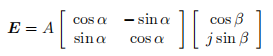 E = A [ cos α − sin α ] [ cos β ]
[ sin α cos α ] [ j sin β ]